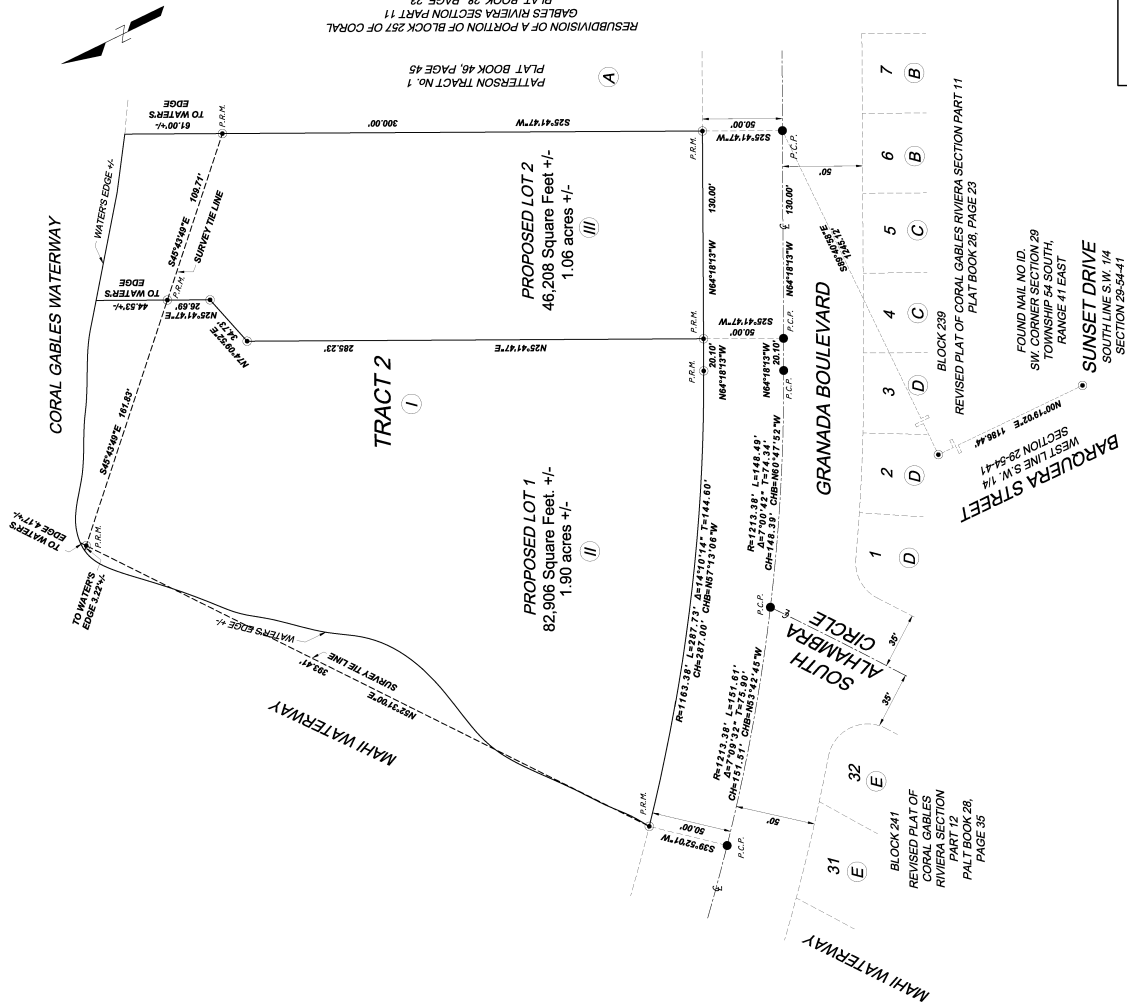 RESUBDIVISION OF A PORTION OF BLOCK 257 OF CORAL
GABLES RIVIERA SECTION PART 11
PLAT BOOK 28, PAGE 23
PATTERSON TRACT No. 1
PLAT BOOK 46, PAGE 45
A
CORAL GABLES WATERWAY
WATER'S EDGE +/-
61.00'+/-
TO WATER'S
EDGE
P.R.M.
S45°43'49"E 109.71'
SURVEY TIE LINE
P.R.M.
44.53'+/-
TO WATER'S
EDGE
26.69'
N25°41'47"E
N74°09'52"E
34.73'
S45°43'49"E 161.83'
TO WATER'S
EDGE 4.17'+/-
P.R.M.
TO WATER'S
EDGE 3.22'+/-
300.00'
S25°41'47"W
285.23'
N25°41'47"E
TRACT 2
I
PROPOSED LOT 2
46,208 Square Feet +/-
1.06 acres +/-
III
PROPOSED LOT 1
82,906 Square Feet. +/-
1.90 acres +/-
II
WATER'S EDGE +/-
SURVEY TIE LINE
393.41'
N52°31'00"E
MAHI WATERWAY
P.R.M.
N64°18'13"W 130.00'
P.R.M.
P.R.M.
20.10'
N64°18'13"W
S25°41'47"W
50.00'
S25°41'47"W
50.00'
R=1163.38' L=287.73' Δ=14°10'14" T=144.60'
CH=287.00' CHB=N57°13'06"W
P.R.M.
50.00'
S39°52'01"W
P.C.P.
R=1213.38' L=151.61'
Δ=7°09'32" T=75.90'
CH=151.51' CHB=N53°42'45"W
P.C.P.
R=1213.38' L=148.49'
Δ=7°00'42" T=74.34'
CH=148.39' CHB=N60°47'52"W
P.C.P.
N64°18'13"W
20.10'
P.C.P.
N64°18'13"W 130.00'
P.C.P.
50'
GRANADA BOULEVARD
S89°40'58"E
1245.12'
SOUTH
ALHAMBRA
CIRCLE
35'
35'
50'
1
D
2
D
3
D
4
C
5
C
6
B
7
B
BLOCK 239
REVISED PLAT OF CORAL GABLES RIVIERA SECTION PART 11
PLAT BOOK 28, PAGE 23
FOUND NAIL NO ID.
SW. CORNER SECTION 29
TOWNSHIP 54 SOUTH,
RANGE 41 EAST
SUNSET DRIVE
SOUTH LINE S.W. 1/4
SECTION 29-54-41
N00°19'02"E 1186.44'
WEST LINE S.W. 1/4
SECTION 29-54-41
BARQUERA STREET
31
E
32
E
BLOCK 241
REVISED PLAT OF
CORAL GABLES
RIVIERA SECTION
PART 12
PALT BOOK 28,
PAGE 35
MAHI WATERWAY